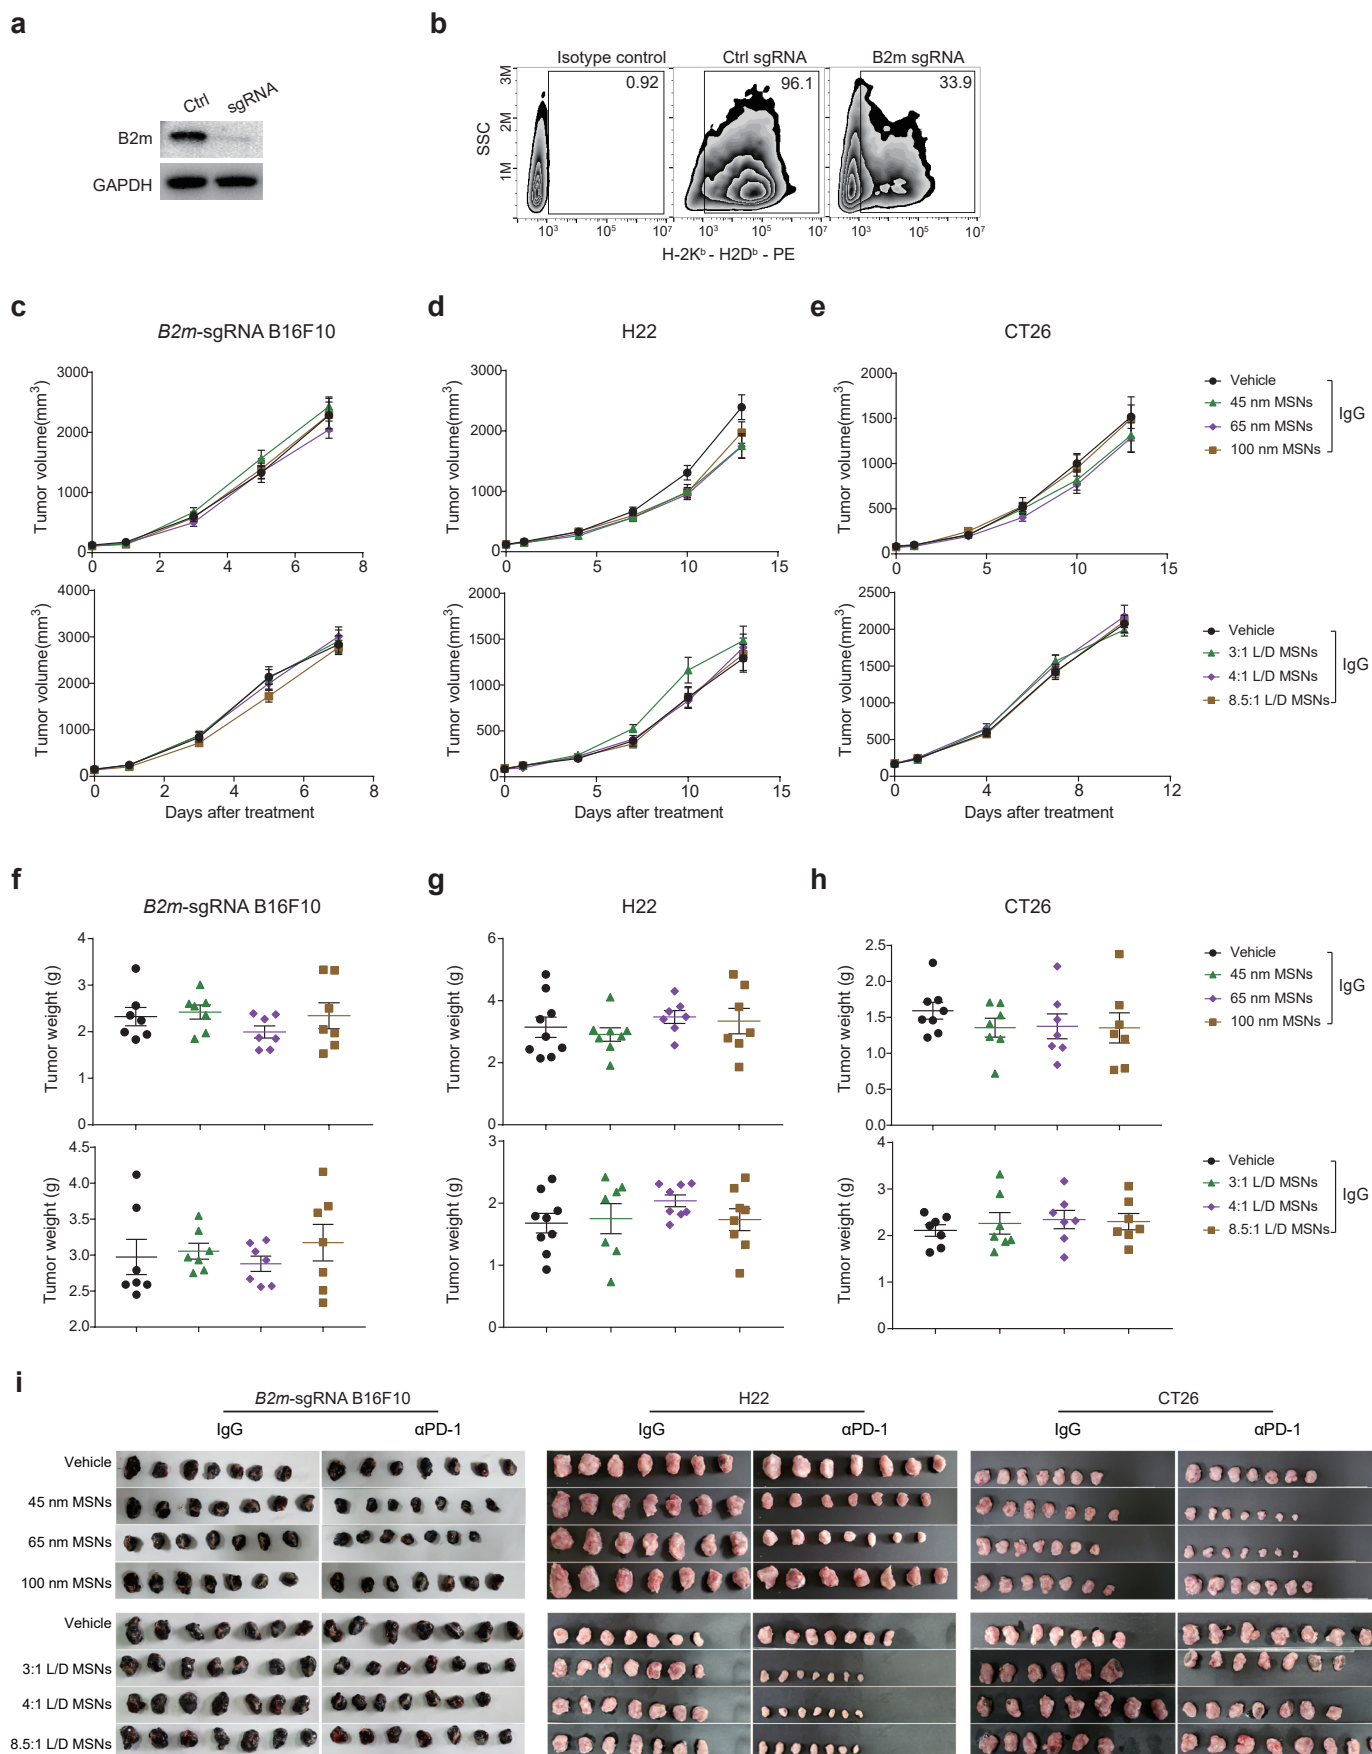 a
Ctrl
sgRNA
B2m
GAPDH
b
Isotype control
Ctrl sgRNA
B2m sgRNA
0.92
96.1
33.9
SSC
3M
2M
1M
10³ 10⁵ 10⁷
10³ 10⁵ 10⁷
10³ 10⁵ 10⁷
H-2Kᵇ - H2Dᵇ - PE
c
B2m-sgRNA B16F10
Tumor volume(mm³)
3000
2000
1000
0
0 2 4 6 8
Tumor volume(mm³)
4000
3000
2000
1000
0
0 2 4 6 8
Days after treatment
d
H22
Tumor volume(mm³)
3000
2000
1000
0
0 5 10 15
Tumor volume(mm³)
2000
1500
1000
500
0
0 5 10 15
Days after treatment
e
CT26
Tumor volume(mm³)
2000
1500
1000
500
0
0 5 10 15
Tumor volume(mm³)
2500
2000
1500
1000
500
0
0 4 8 12
Days after treatment
Vehicle
45 nm MSNs
65 nm MSNs
100 nm MSNs
IgG
Vehicle
3:1 L/D MSNs
4:1 L/D MSNs
8.5:1 L/D MSNs
IgG
f
B2m-sgRNA B16F10
Tumor weight (g)
4
3
2
1
0
Tumor weight (g)
4.5
4.0
3.5
3.0
2.5
2.0
g
H22
Tumor weight (g)
6
4
2
0
Tumor weight (g)
3
2
1
0
h
CT26
Tumor weight (g)
2.5
2.0
1.5
1.0
0.5
0.0
Tumor weight (g)
4
3
2
1
0
Vehicle
45 nm MSNs
65 nm MSNs
100 nm MSNs
IgG
Vehicle
3:1 L/D MSNs
4:1 L/D MSNs
8.5:1 L/D MSNs
IgG
i
B2m-sgRNA B16F10
H22
CT26
IgG
αPD-1
IgG
αPD-1
IgG
αPD-1
Vehicle
45 nm MSNs
65 nm MSNs
100 nm MSNs
Vehicle
3:1 L/D MSNs
4:1 L/D MSNs
8.5:1 L/D MSNs